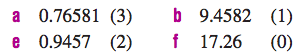 a 0.76581 (3) b 9.4582 (1)
e 0.9457 (2) f 17.26 (0)